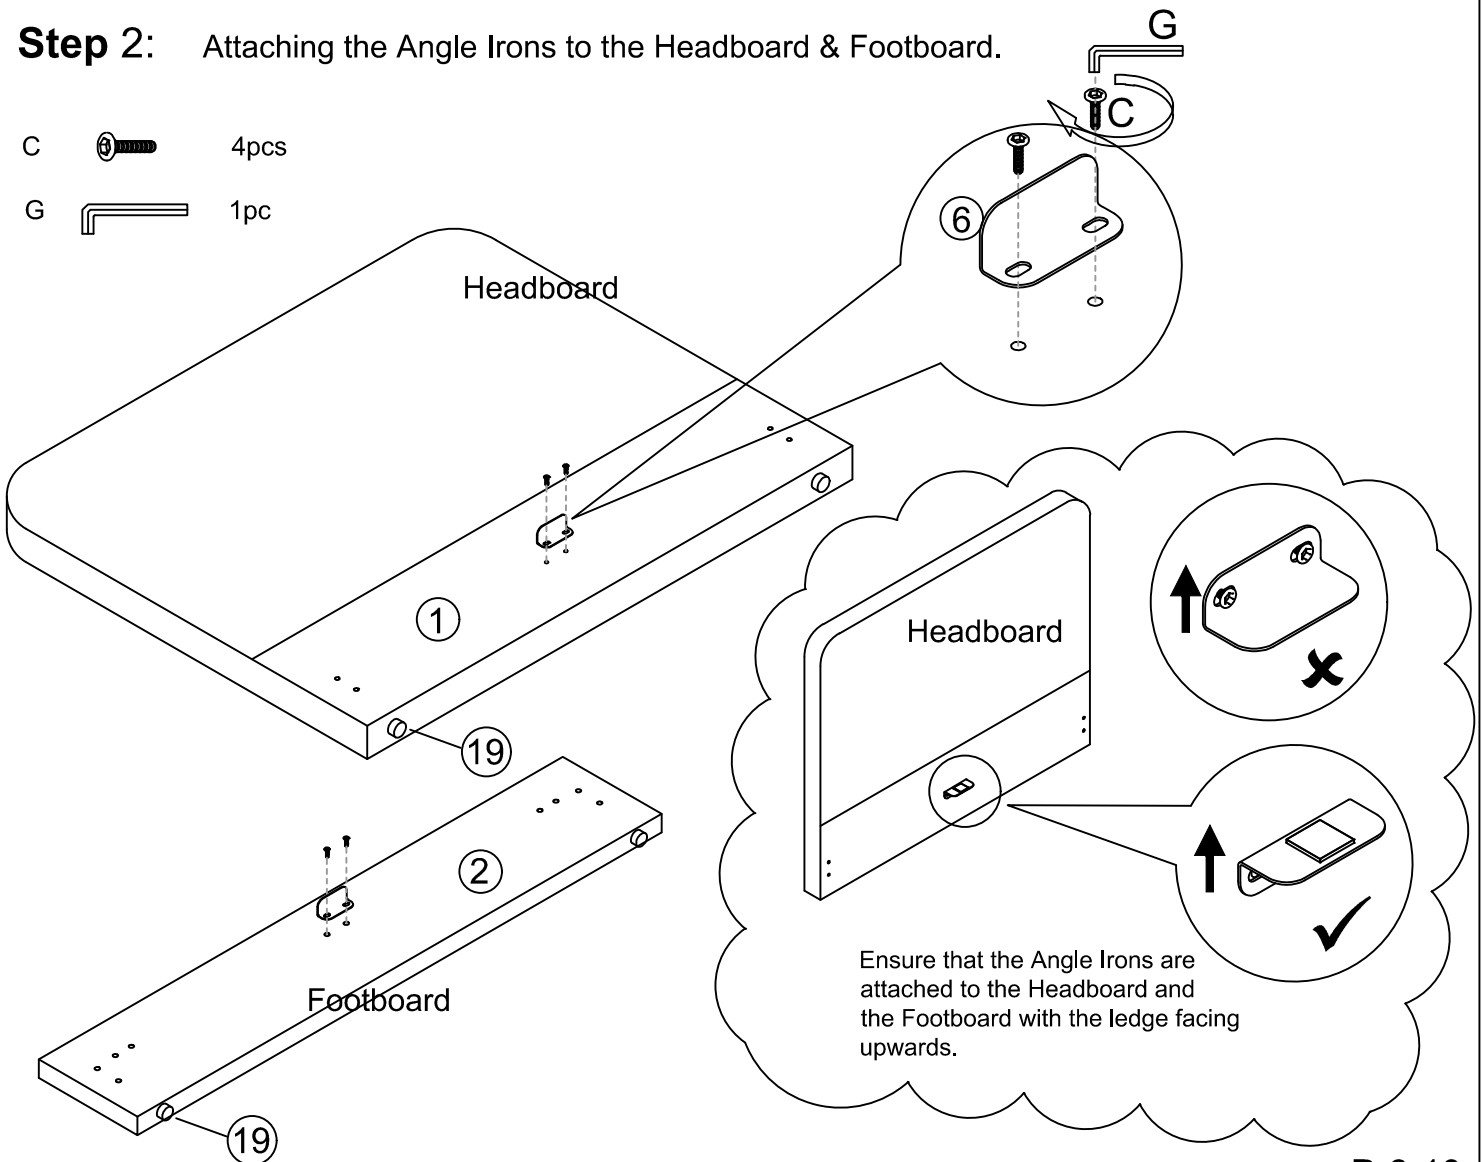 Step 2: Attaching the Angle Irons to the Headboard & Footboard.
G
C
C 4pcs
G 1pc
6
Headboard
1
19
Headboard
2
Footboard
19
Ensure that the Angle Irons are
attached to the Headboard and
the Footboard with the ledge facing
upwards.